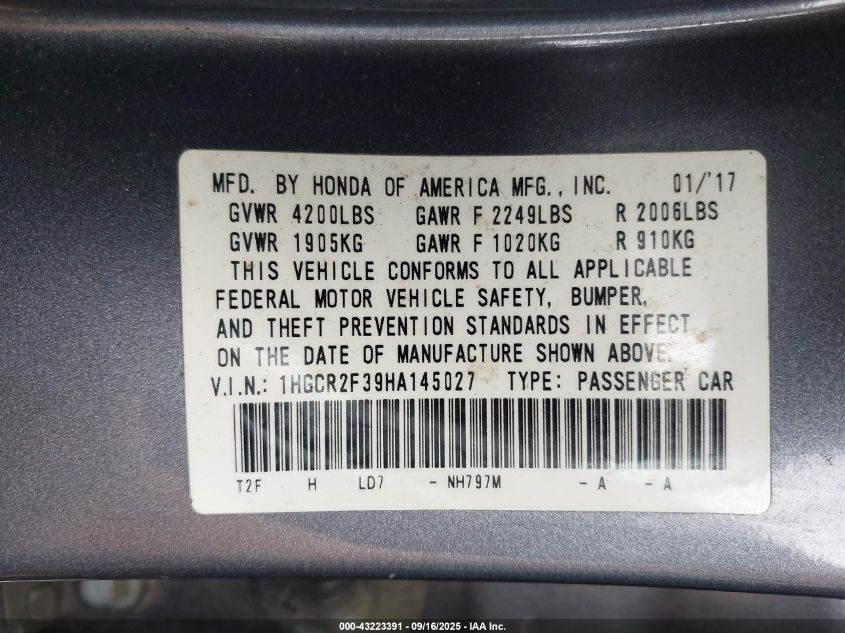 MFD. BY HONDA OF AMERICA MFG., INC. 01/'17
GVWR 4200LBS GAWR F 2249LBS R 2006LBS
GVWR 1905KG GAWR F 1020KG R 910KG
THIS VEHICLE CONFORMS TO ALL APPLICABLE
FEDERAL MOTOR VEHICLE SAFETY, BUMPER,
AND THEFT PREVENTION STANDARDS IN EFFECT
ON THE DATE OF MANUFACTURE SHOWN ABOVE.
V.I.N.: 1HGCR2F39HA145027 TYPE: PASSENGER CAR
T2F H LD7 - NH797M - A - A
000-43223391 - 09/16/2025 - IAA Inc.